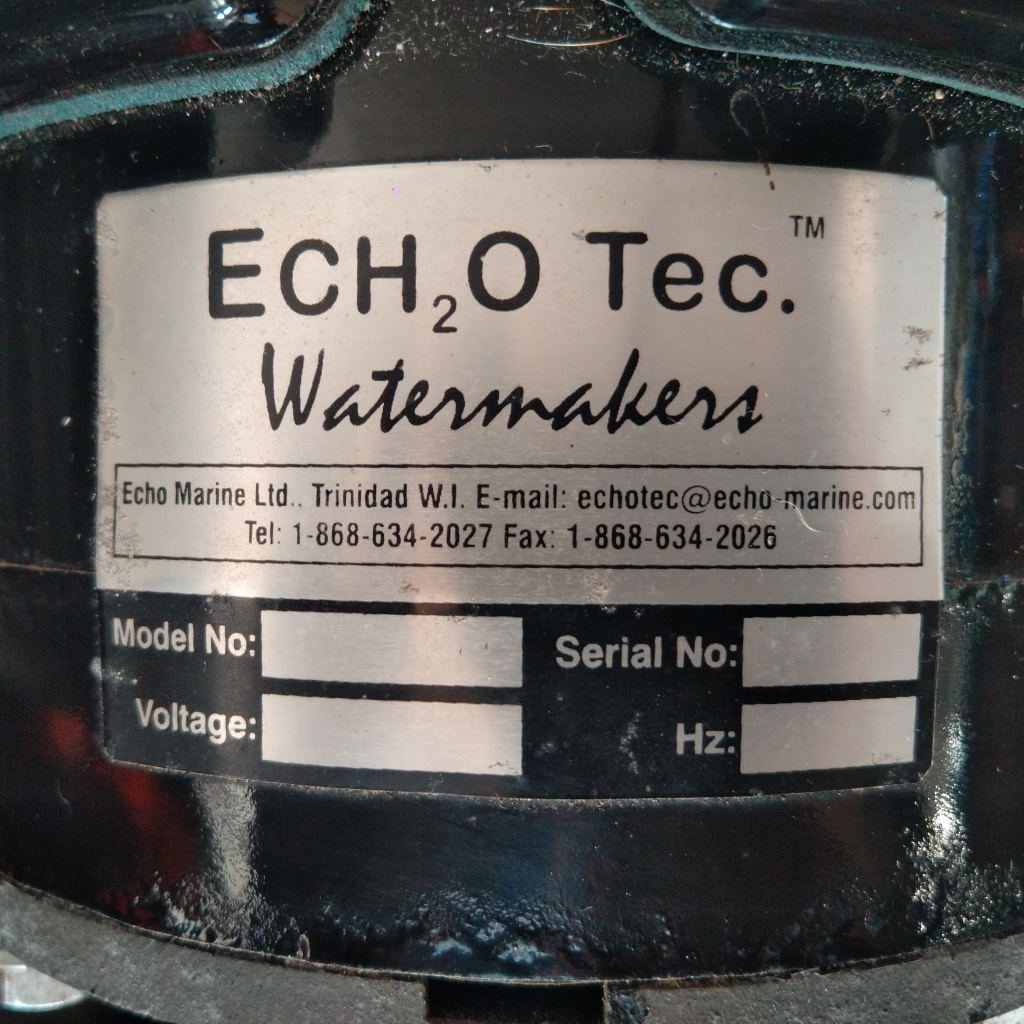 ECH₂O Tec.™
Watermakers
Echo Marine Ltd., Trinidad W.I. E-mail: echotec@echo-marine.com
Tel: 1-868-634-2027 Fax: 1-868-634-2026
Model No: Serial No:
Voltage: Hz: